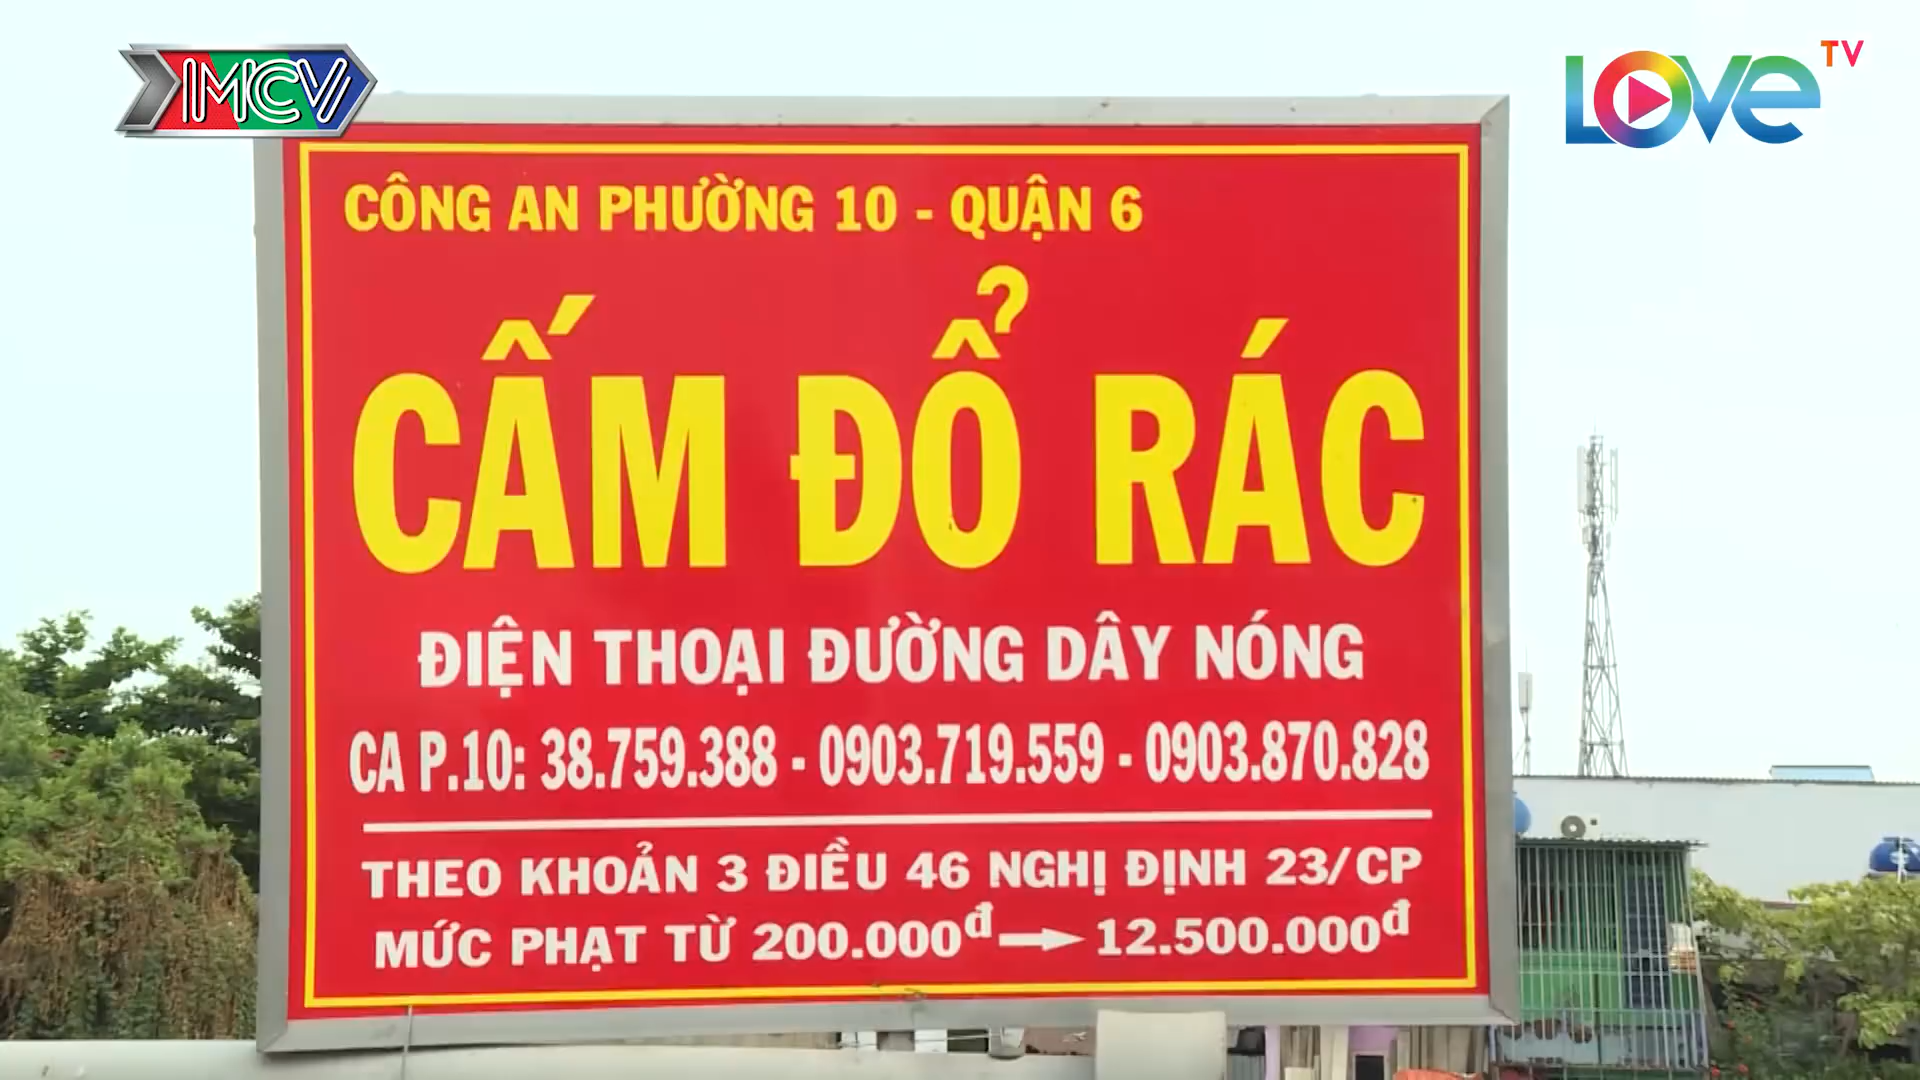 MCV
LOVE TV
CÔNG AN PHƯỜNG 10 - QUẬN 6
CẤM ĐỔ RÁC
ĐIỆN THOẠI ĐƯỜNG DÂY NÓNG
CA P.10: 38.759.388 - 0903.719.559 - 0903.870.828
THEO KHOẢN 3 ĐIỀU 46 NGHỊ ĐỊNH 23/CP
MỨC PHẠT TỪ 200.000đ → 12.500.000đ